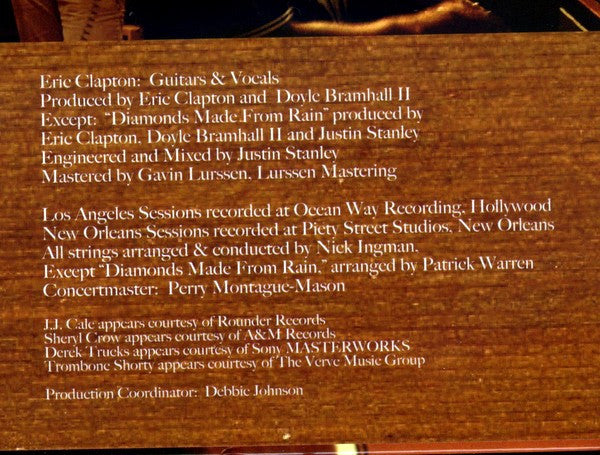 Eric Clapton: Guitars & Vocals
Produced by Eric Clapton and Doyle Bramhall II
Except: "Diamonds Made From Rain" produced by
Eric Clapton, Doyle Bramhall II and Justin Stanley
Engineered and Mixed by Justin Stanley
Mastered by Gavin Lurssen, Lurssen Mastering
Los Angeles Sessions recorded at Ocean Way Recording, Hollywood
New Orleans Sessions recorded at Piety Street Studios, New Orleans
All strings arranged & conducted by Nick Ingman,
Except "Diamonds Made From Rain," arranged by Patrick Warren
Concertmaster: Perry Montague-Mason
J.J. Cale appears courtesy of Rounder Records
Sheryl Crow appears courtesy of A&M Records
Derek Trucks appears courtesy of Sony MASTERWORKS
Trombone Shorty appears courtesy of The Verve Music Group
Production Coordinator: Debbie Johnson